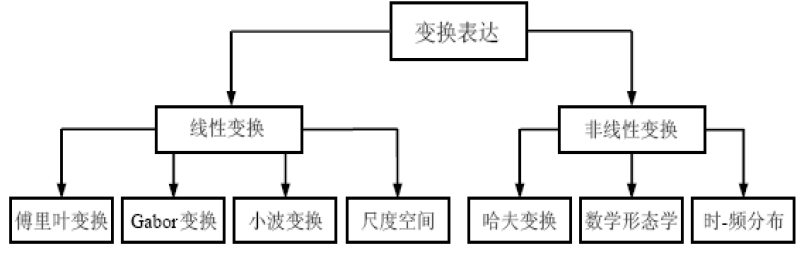 变换表达
线性变换
非线性变换
傅里叶变换
Gabor变换
小波变换
尺度空间
哈夫变换
数学形态学
时-频分布